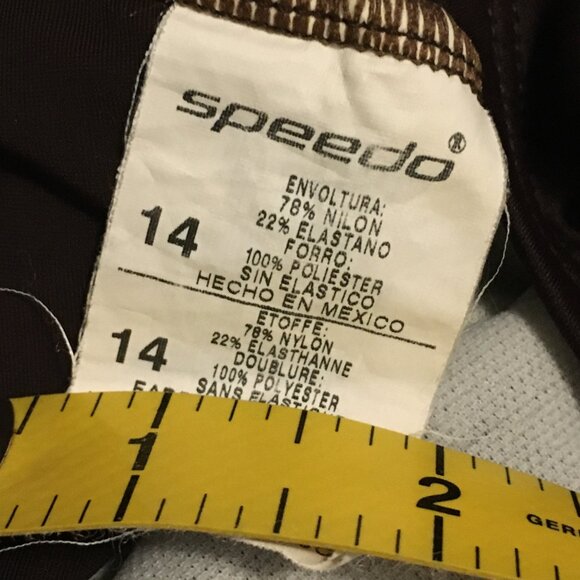 speedo®
ENVOLTURA:
78% NILON
22% ELASTANO
14
FORRO:
100% POLIESTER
SIN ELASTICO
HECHO EN MEXICO
ETOFFE:
78% NYLON
22% ELASTHANNE
14
DOUBLURE:
100% POLYESTER
SANS
1
2
GER